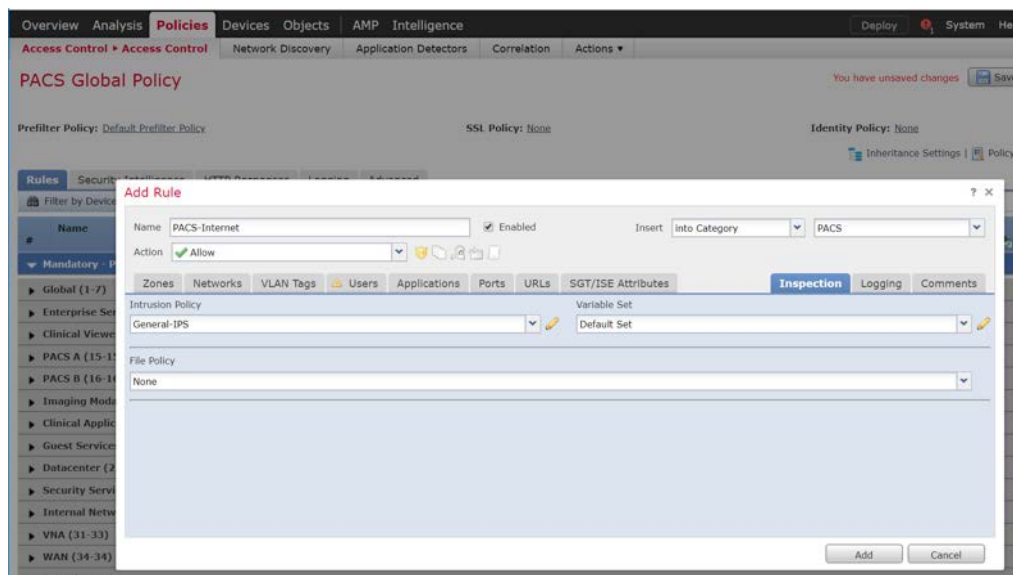 Overview Analysis Policies Devices Objects AMP Intelligence Deploy 1 System
Access Control ▸ Access Control Network Discovery Application Detectors Correlation Actions ▾
PACS Global Policy You have unsaved changes
Prefilter Policy: Default Prefilter Policy SSL Policy: None Identity Policy: None
Inheritance Settings | Policy
Rules
Filter by Device
Add Rule ? ×
# Name
Name PACS-Internet Enabled Insert into Category PACS
Action Allow
Mandatory - P
Zones Networks VLAN Tags Users Applications Ports URLs SGT/ISE Attributes Inspection Logging Comments
Global (1-7)
Intrusion Policy Variable Set
Enterprise Ser
General-IPS Default Set
Clinical Viewe
PACS A (15-1
File Policy
PACS B (16-1
None
Imaging Moda
Clinical Applic
Guest Service
Datacenter (2
Security Servi
Internal Netw
VNA (31-33)
WAN (34-34)
Add Cancel